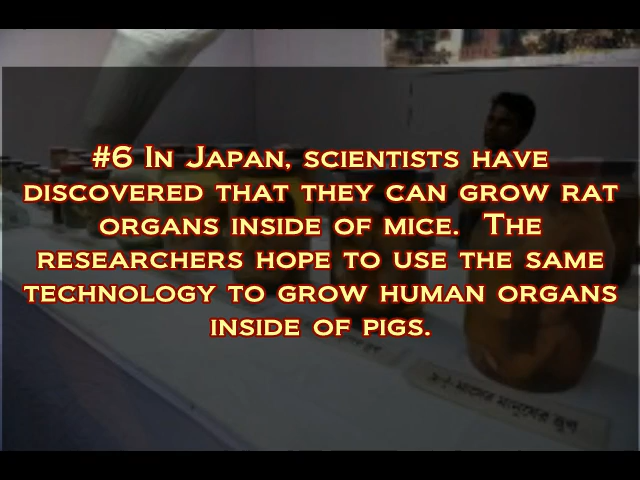 #6 In Japan, scientists have
discovered that they can grow rat
organs inside of mice. The
researchers hope to use the same
technology to grow human organs
inside of pigs.